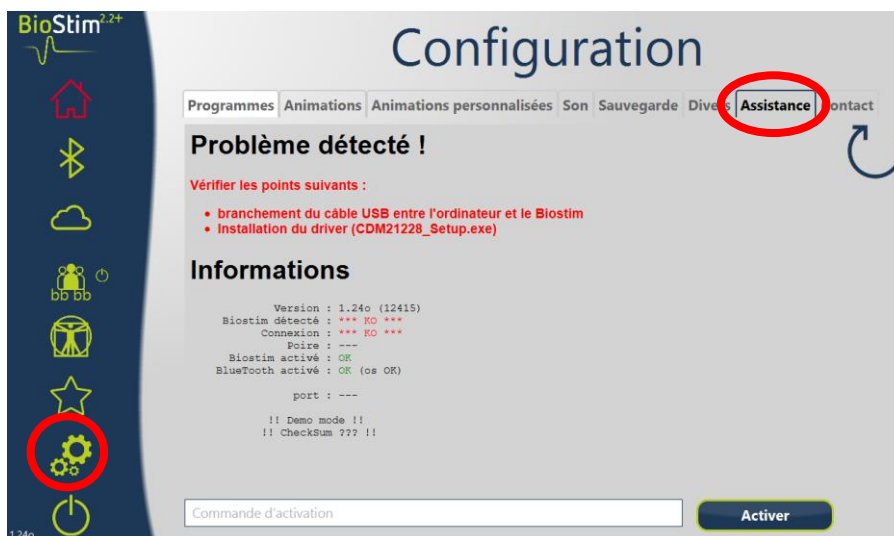 BioStim2.2+
Configuration
Programmes Animations Animations personnalisées Son Sauvegarde Divers Assistance Contact
Problème détecté !
Vérifier les points suivants :
• branchement du câble USB entre l'ordinateur et le Biostim
• Installation du driver (CDM21228_Setup.exe)
Informations
Version : 1.24o (12415)
Biostim détecté : *** KO ***
Connexion : *** KO ***
Poire : ---
Biostim activé : OK
BlueTooth activé : OK (os OK)
port : ---
!! Demo mode !!
!! CheckSum ??? !!
bb bb
Commande d'activation
Activer
1.24o